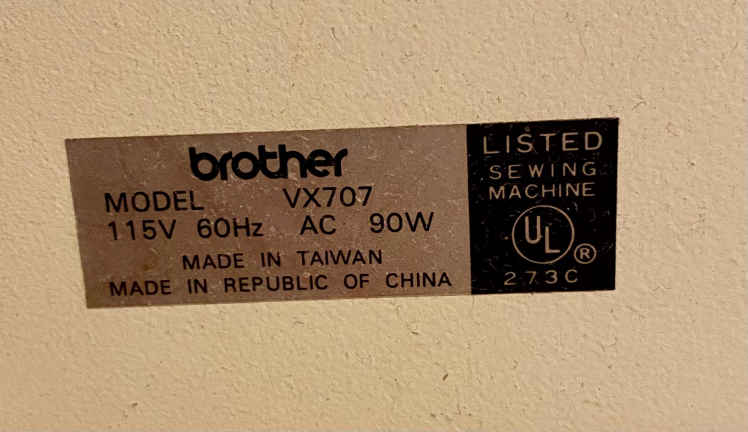 brother
MODEL VX707
115V 60Hz AC 90W
MADE IN TAIWAN
MADE IN REPUBLIC OF CHINA
LISTED
SEWING
MACHINE
UL ®
273C